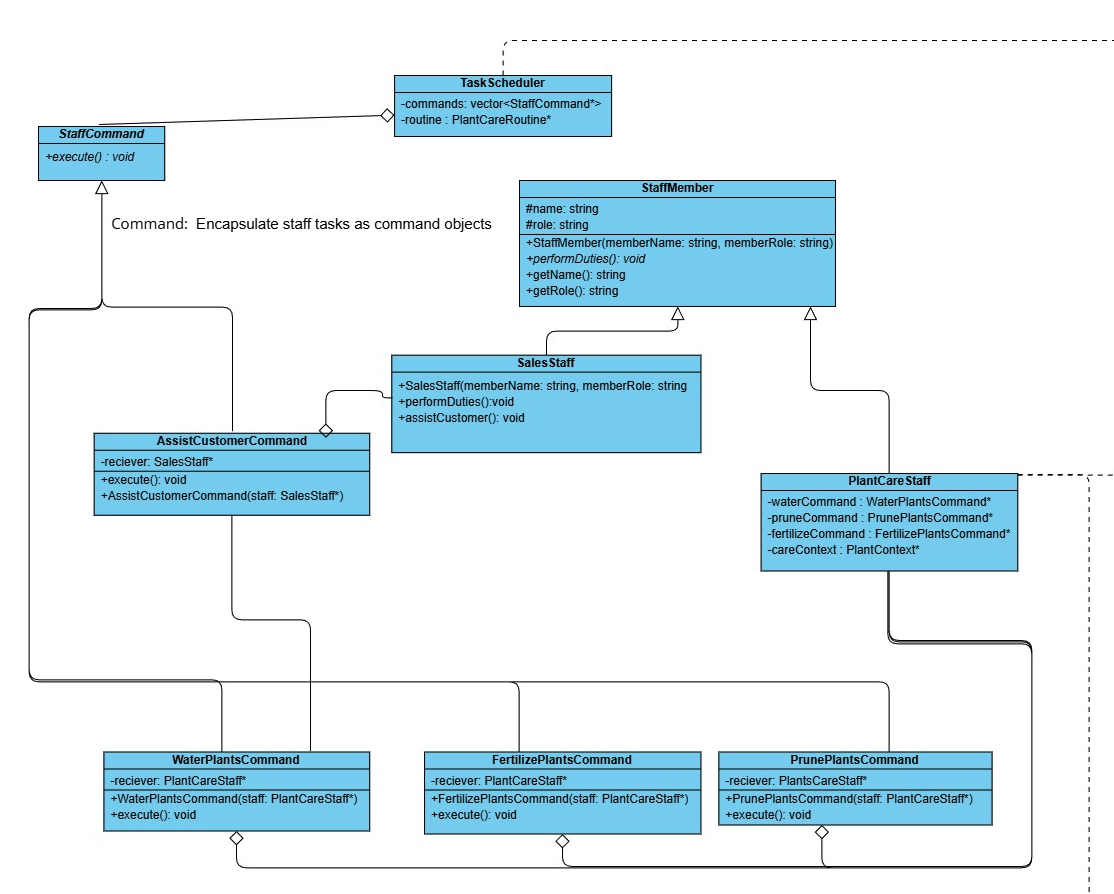 TaskScheduler
-commands: vector<StaffCommand*>
-routine : PlantCareRoutine*
StaffCommand
+execute() : void
Command:  Encapsulate staff tasks as command objects
StaffMember
#name: string
#role: string
+StaffMember(memberName: string, memberRole: string)
+performDuties(): void
+getName(): string
+getRole(): string
SalesStaff
+SalesStaff(memberName: string, memberRole: string
+performDuties():void
+assistCustomer(): void
AssistCustomerCommand
-reciever: SalesStaff*
+execute(): void
+AssistCustomerCommand(staff: SalesStaff*)
PlantCareStaff
-waterCommand : WaterPlantsCommand*
-pruneCommand : PrunePlantsCommand*
-fertilizeCommand : FertilizePlantsCommand*
-careContext : PlantContext*
WaterPlantsCommand
-reciever: PlantCareStaff*
+WaterPlantsCommand(staff: PlantCareStaff*)
+execute(): void
FertilizePlantsCommand
-reciever: PlantCareStaff*
+FertilizePlantsCommand(staff: PlantCareStaff*)
+execute(): void
PrunePlantsCommand
-reciever: PlantsCareStaff*
+PrunePlantsCommand(staff: PlantCareStaff*)
+execute(): void